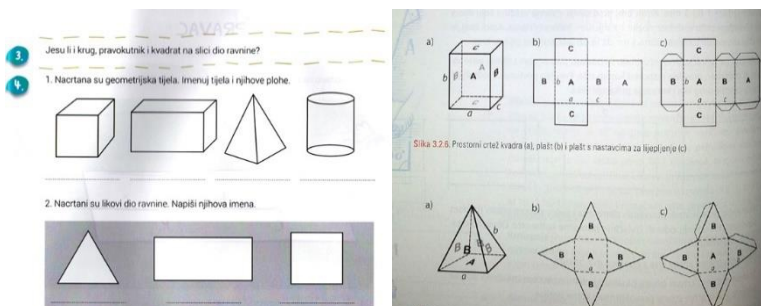 3.
Jesu li i krug, pravokutnik i kvadrat na slici dio ravnine?
4.
1. Nacrtana su geometrijska tijela. Imenuj tijela i njihove plohe.
2. Nacrtani su likovi dio ravnine. Napiši njihova imena.
a)
b)
c)
A
A
B
b
a
c
C
B
b
A
B
A
a
c
C
C
B
b
A
B
A
a
C
Slika 3.2.6. Prostorni crtež kvadra (a), plašt (b) i plašt s nastavcima za lijepljenje (c)
a)
b)
c)
b
B
B
B
A
a
B
B
A
B
a
b
B
B
B
A
B
a
B